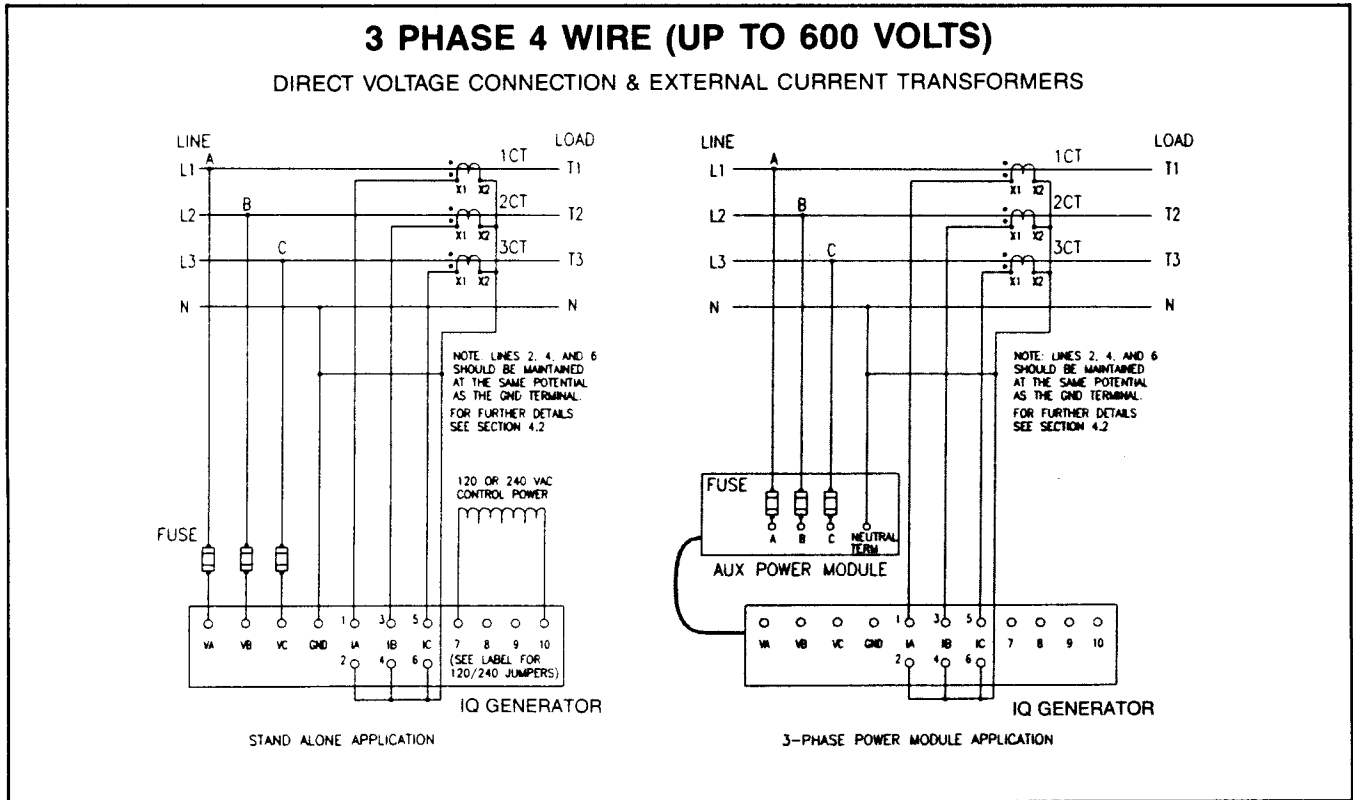 3 PHASE 4 WIRE (UP TO 600 VOLTS)
DIRECT VOLTAGE CONNECTION & EXTERNAL CURRENT TRANSFORMERS
LINE
LOAD
A
1CT
L1
T1
X1 X2
B
2CT
L2
T2
X1 X2
C
3CT
L3
T3
X1 X2
N
N
NOTE: LINES 2, 4, AND 6
SHOULD BE MAINTAINED
AT THE SAME POTENTIAL
AS THE GND TERMINAL.
FOR FURTHER DETAILS
SEE SECTION 4.2
120 OR 240 VAC
CONTROL POWER
FUSE
1 3 5
VA VB VC GND IA IB IC 7 8 9 10
2 4 6
(SEE LABEL FOR
120/240 JUMPERS)
IQ GENERATOR
STAND ALONE APPLICATION
LINE
LOAD
A
1CT
L1
T1
X1 X2
B
2CT
L2
T2
X1 X2
C
3CT
L3
T3
X1 X2
N
N
NOTE: LINES 2, 4, AND 6
SHOULD BE MAINTAINED
AT THE SAME POTENTIAL
AS THE GND TERMINAL.
FOR FURTHER DETAILS
SEE SECTION 4.2
FUSE
A B C NEUTRAL
TERM
AUX POWER MODULE
1 3 5
VA VB VC GND IA IB IC 7 8 9 10
2 4 6
IQ GENERATOR
3-PHASE POWER MODULE APPLICATION